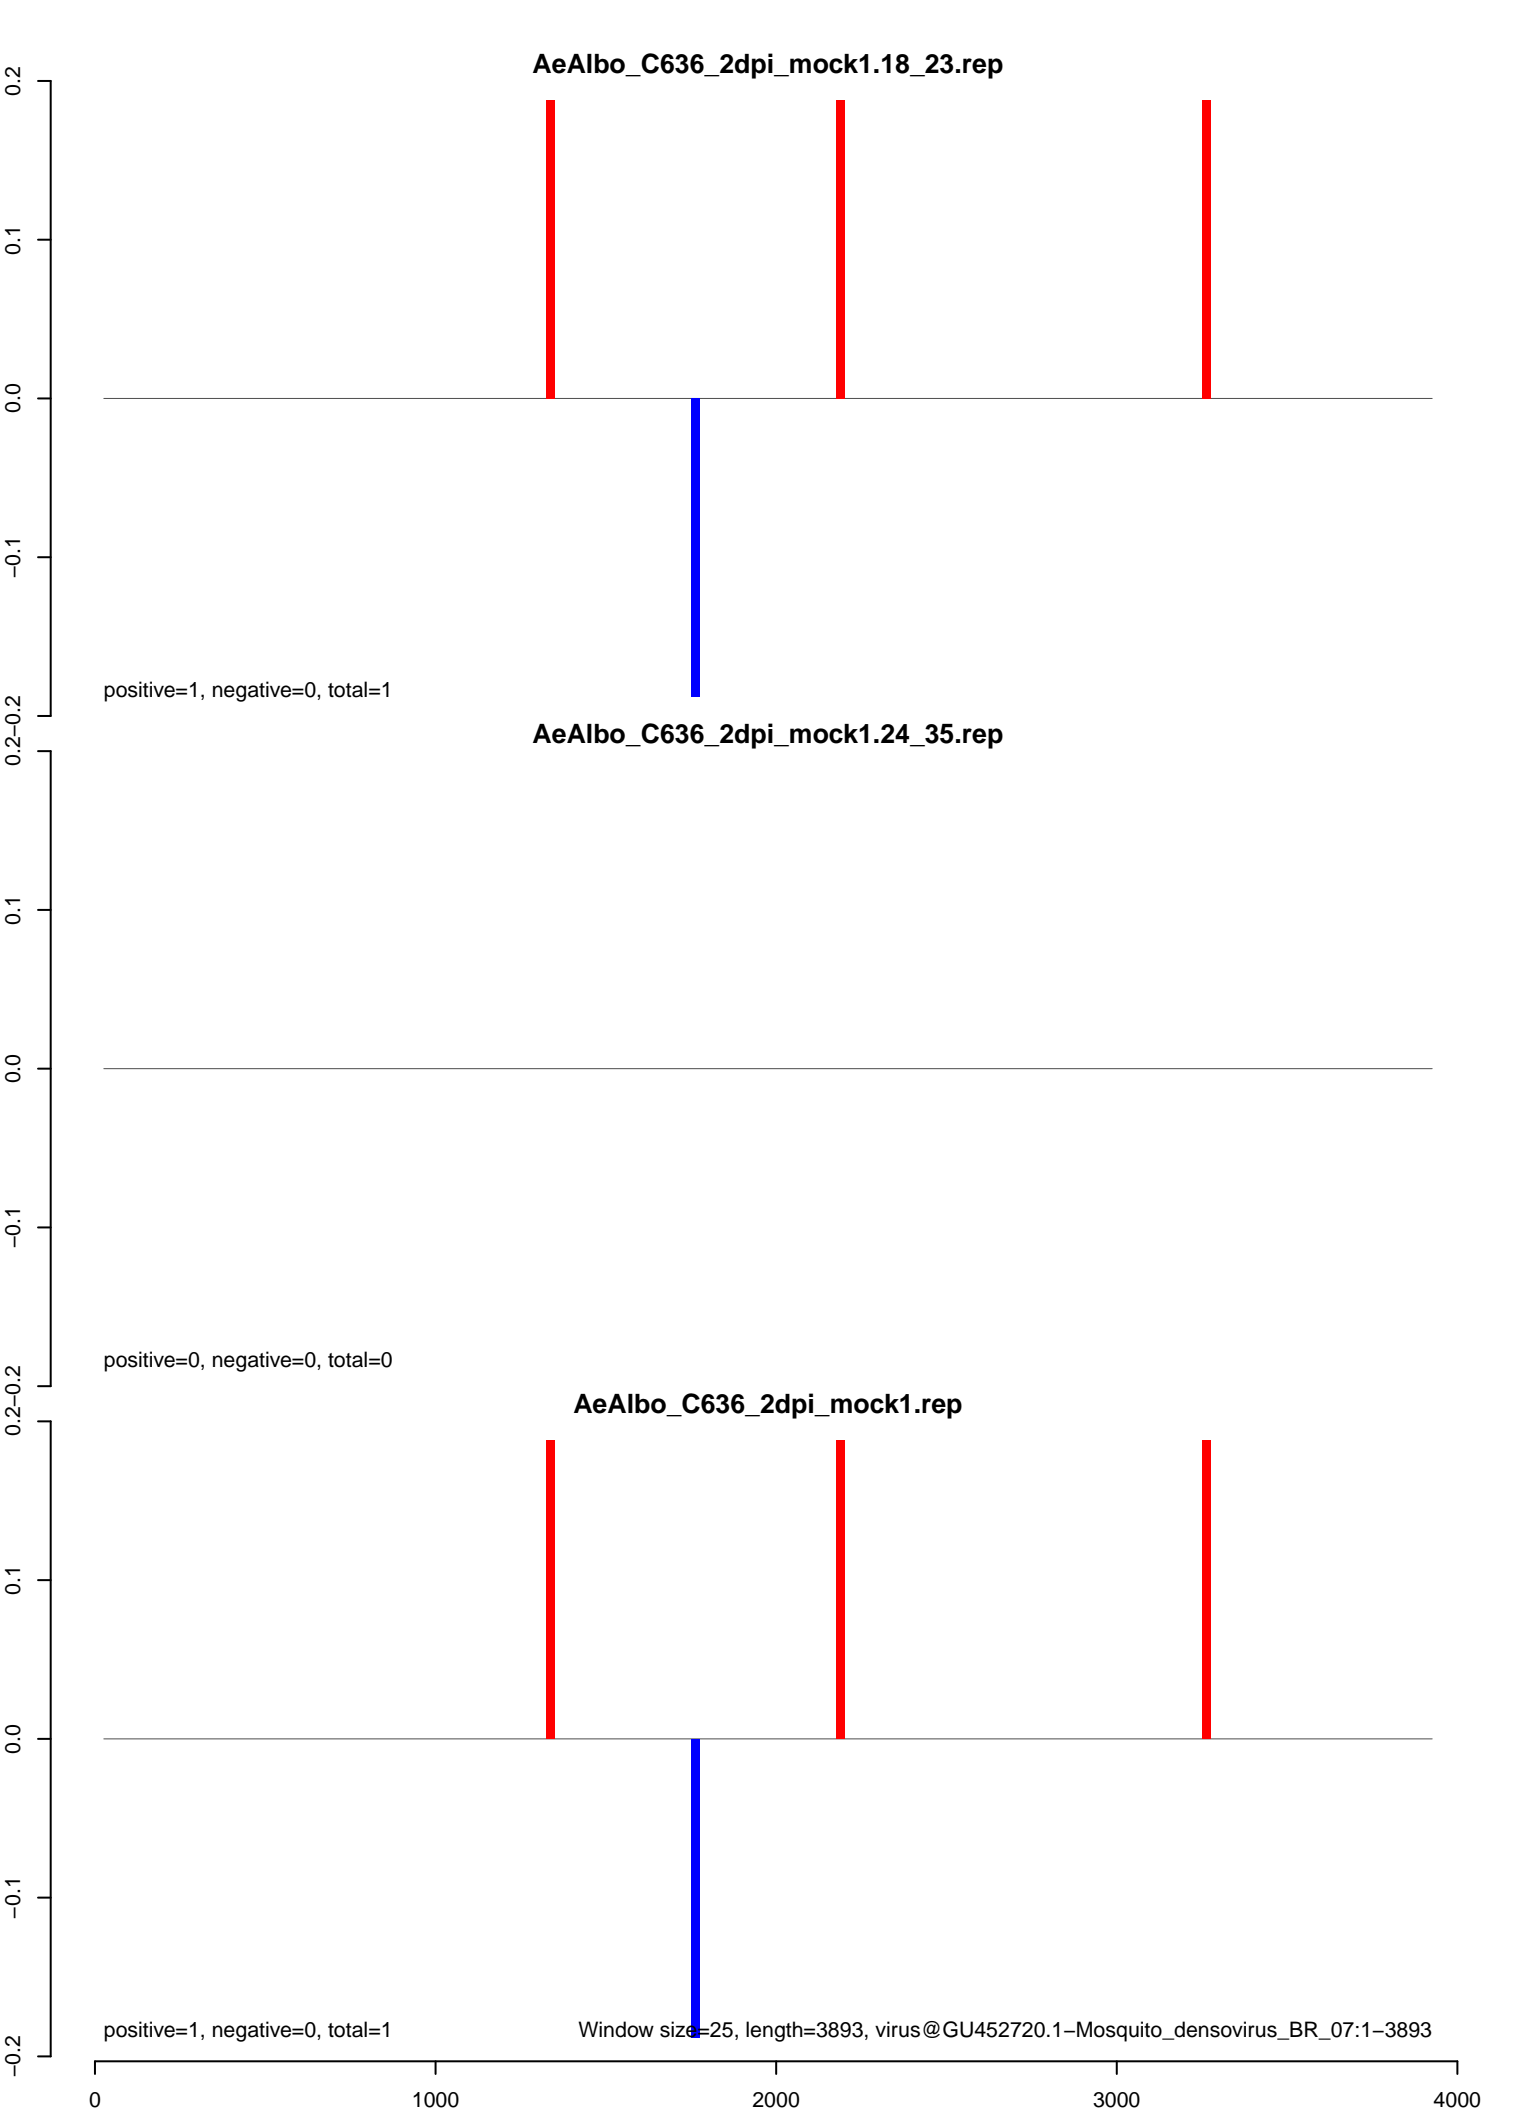 AeAlbo_C636_2dpi_mock1.18_23.rep
0.2
0.1
0.0
−0.1
−0.2
positive=1, negative=0, total=1
AeAlbo_C636_2dpi_mock1.24_35.rep
0.2
0.1
0.0
−0.1
−0.2
positive=0, negative=0, total=0
AeAlbo_C636_2dpi_mock1.rep
0.2
0.1
0.0
−0.1
−0.2
positive=1, negative=0, total=1
Window size=25, length=3893, virus@GU452720.1−Mosquito_densovirus_BR_07:1−3893
0 1000 2000 3000 4000